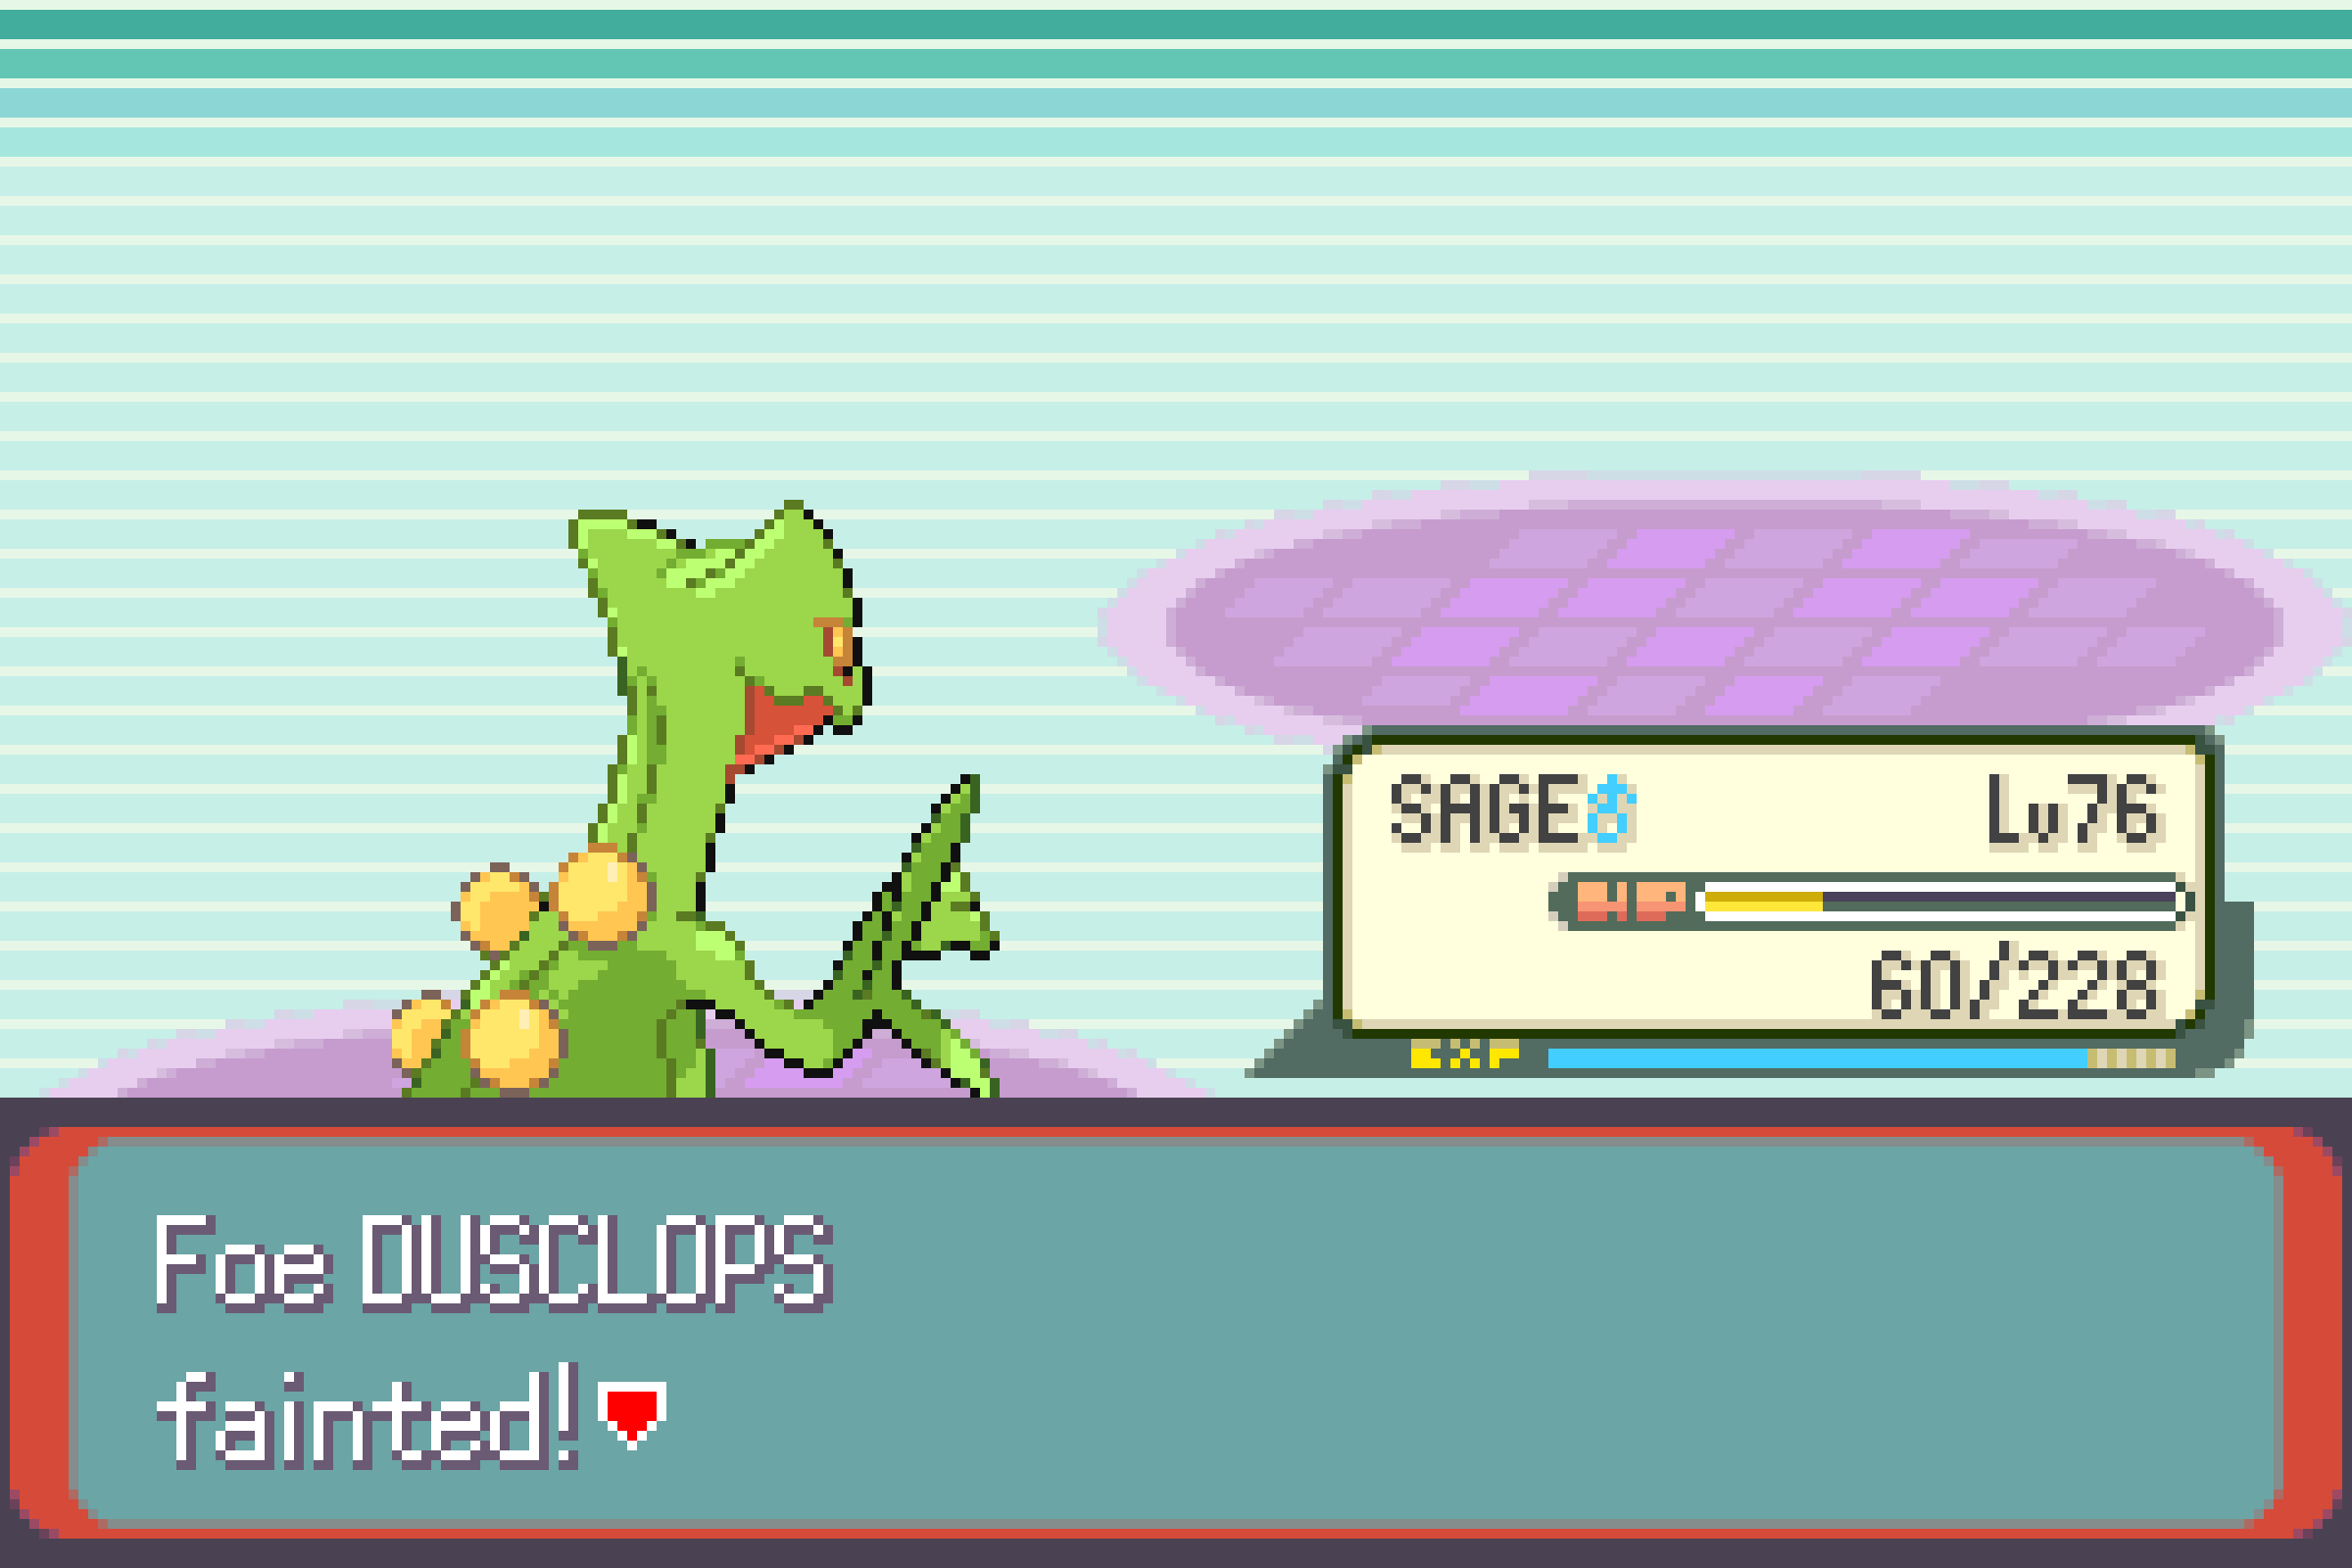 SAGE♂ Lv76
HP
60/228
EXP
Foe DUSCLOPS
fainted!